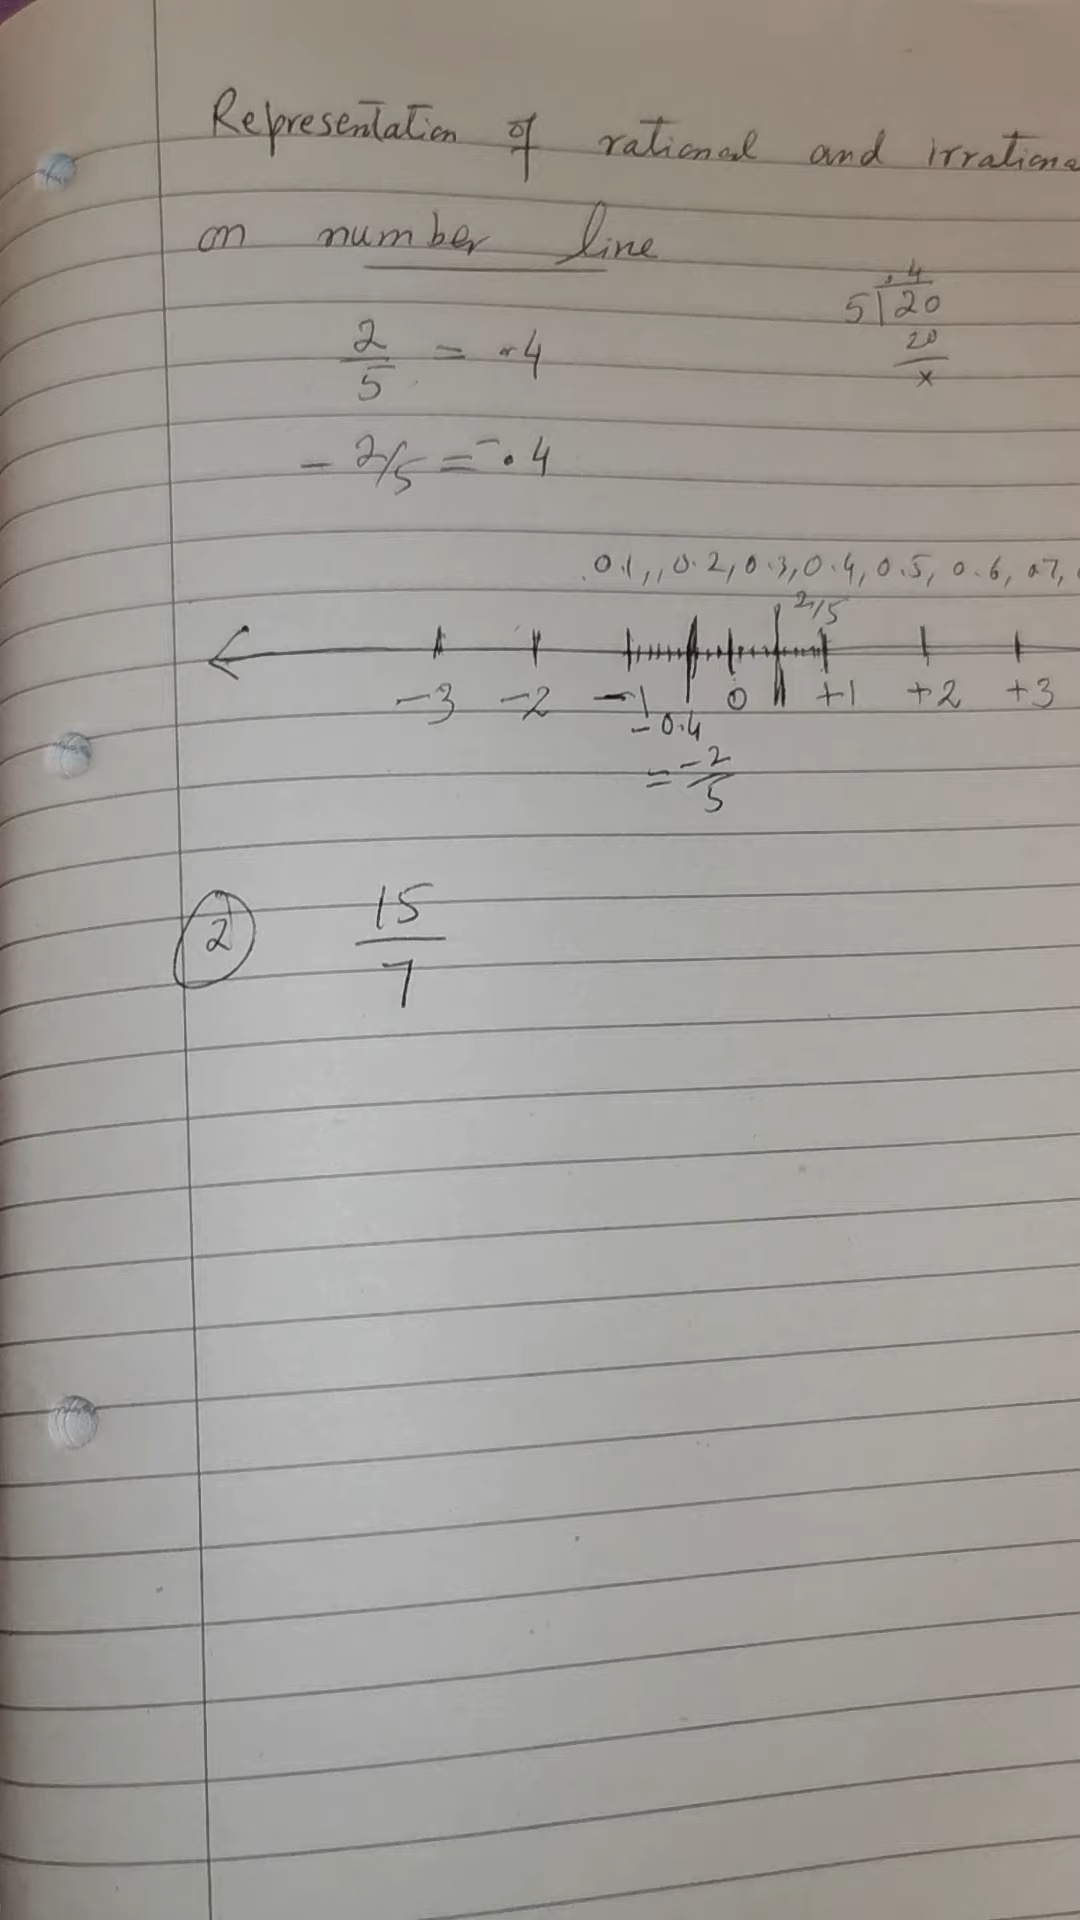 Representation of rational and irrationa
on number line
.4
5 20
20
x
2/5 = .4
- 2/5 = -.4
0.1,, 0.2, 0.3, 0.4, 0.5, 0.6, 0.7,
2/5
-3 -2 -1 0 +1 +2 +3
-0.4
= -2/5
2 15/7